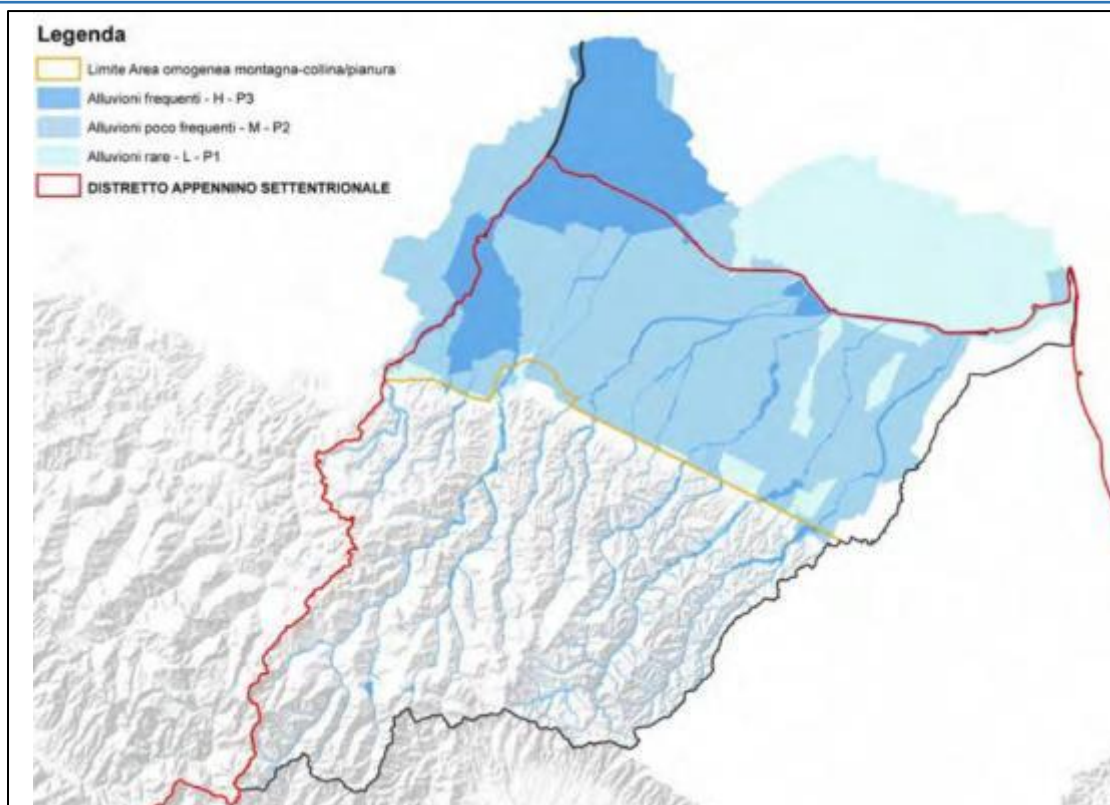 Legenda
Limite Area omogenea montagna-collina/pianura
Alluvioni frequenti - H - P3
Alluvioni poco frequenti - M - P2
Alluvioni rare - L - P1
DISTRETTO APPENNINO SETTENTRIONALE